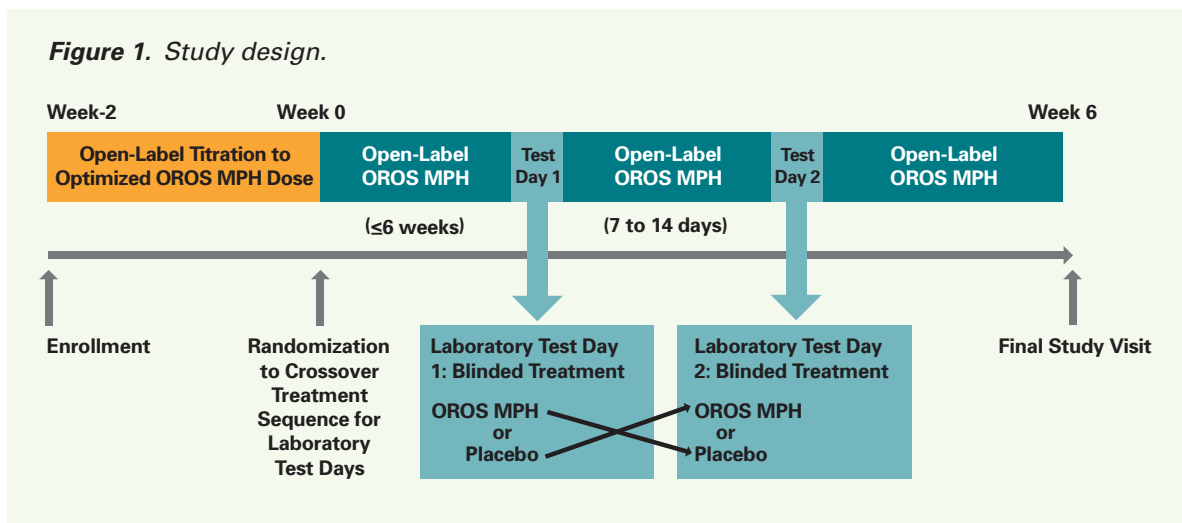 Figure 1. Study design.
Week-2
Week 0
Week 6
Open-Label Titration to
Optimized OROS MPH Dose
Open-Label
OROS MPH
Test
Day 1
Open-Label
OROS MPH
Test
Day 2
Open-Label
OROS MPH
(≤6 weeks)
(7 to 14 days)
Enrollment
Randomization
to Crossover
Treatment
Sequence for
Laboratory
Test Days
Laboratory Test Day
1: Blinded Treatment
OROS MPH
or
Placebo
Laboratory Test Day
2: Blinded Treatment
OROS MPH
or
Placebo
Final Study Visit